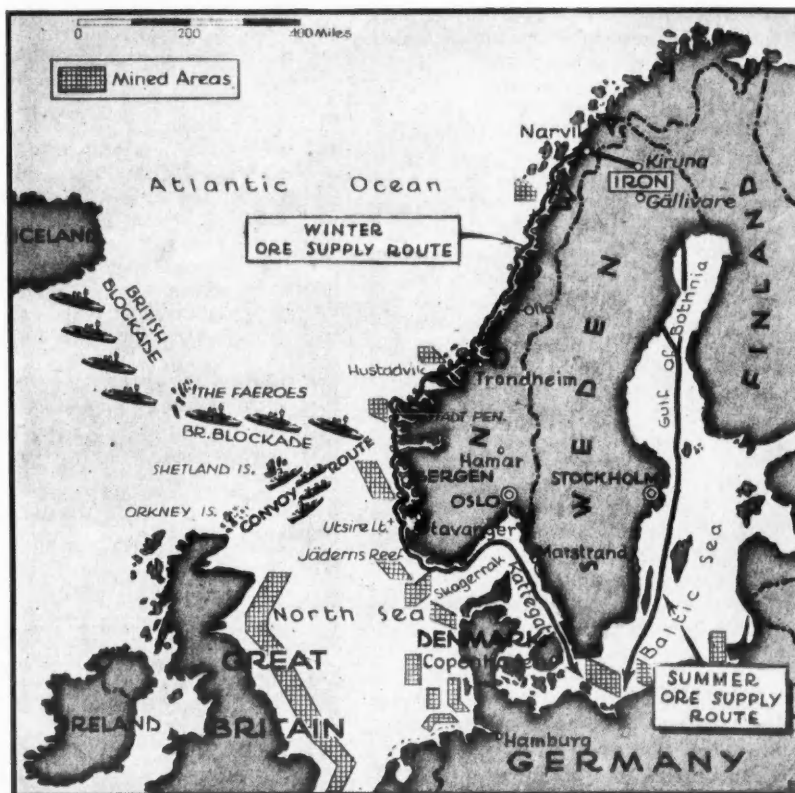 0 200 400 Miles
Mined Areas
Narvik
Kiruna
IRON
Gällivare
Atlantic Ocean
WINTER
ORE SUPPLY ROUTE
ICELAND
BRITISH
BLOCKADE
FINLAND
SWEDEN
Gulf of Bothnia
Hustadvik
Trondheim
THE FAEROES
BR. BLOCKADE
STADT PEN.
N
Hamar
SHETLAND IS.
CONVOY ROUTE
BERGEN
STOCKHOLM
OSLO
ORKNEY IS.
Utsire Lt.
Stavanger
Jäderns Reef
Marstrand
Skagerrak
Kattegat
Baltic Sea
North Sea
DENMARK
Copenhagen
GREAT
BRITAIN
IRELAND
SUMMER
ORE SUPPLY
ROUTE
Hamburg
GERMANY